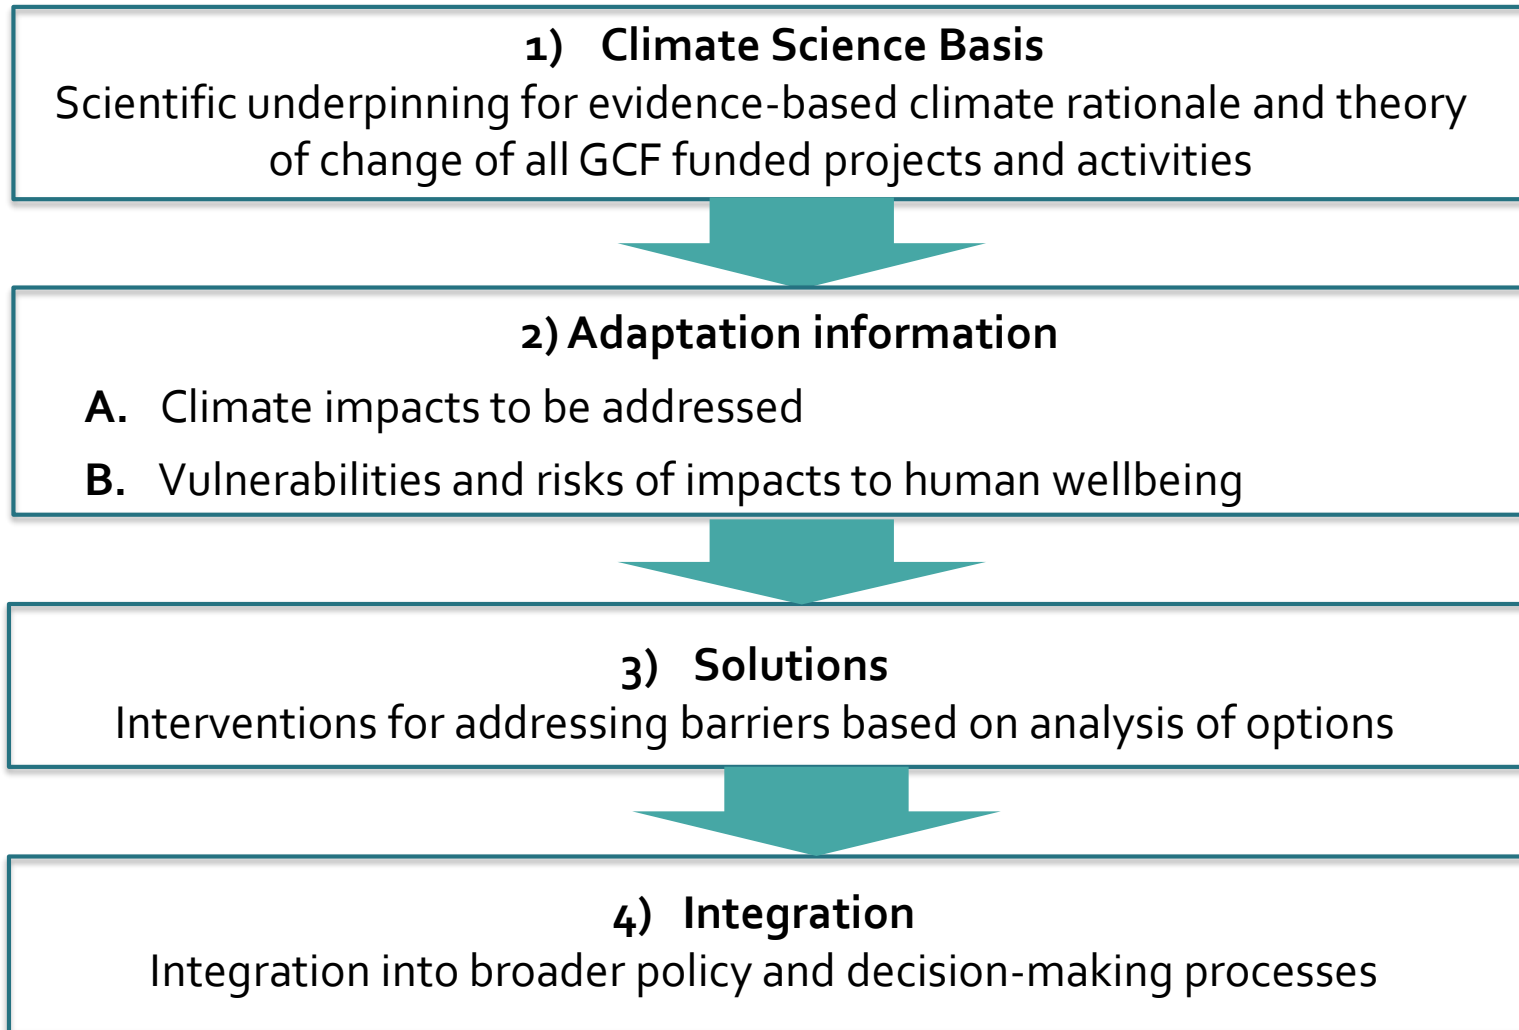 1) Climate Science Basis
Scientific underpinning for evidence-based climate rationale and theory
of change of all GCF funded projects and activities
2) Adaptation information
A. Climate impacts to be addressed
B. Vulnerabilities and risks of impacts to human wellbeing
3) Solutions
Interventions for addressing barriers based on analysis of options
4) Integration
Integration into broader policy and decision-making processes